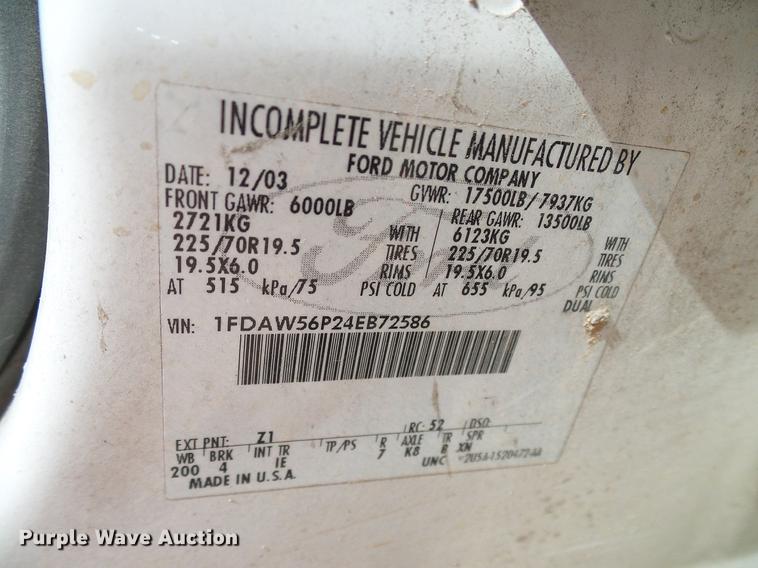 INCOMPLETE VEHICLE MANUFACTURED BY
FORD MOTOR COMPANY
DATE: 12/03 GVWR: 17500LB/7937KG
FRONT GAWR: 6000LB REAR GAWR: 13500LB
2721KG WITH 6123KG WITH
225/70R19.5 TIRES 225/70R19.5 TIRES
19.5X6.0 RIMS 19.5X6.0 RIMS
AT 515 kPa/75 PSI COLD AT 655 kPa/95 PSI COLD
DUAL
VIN: 1FDAW56P24EB72586
Ford
EXT PNT: Z1 RC: 52 DSO:
WB BRK INT TR TP/PS R AXLE TR SPR
200 4 IE 7 K8 B XN
MADE IN U.S.A. UNC
Purple Wave Auction